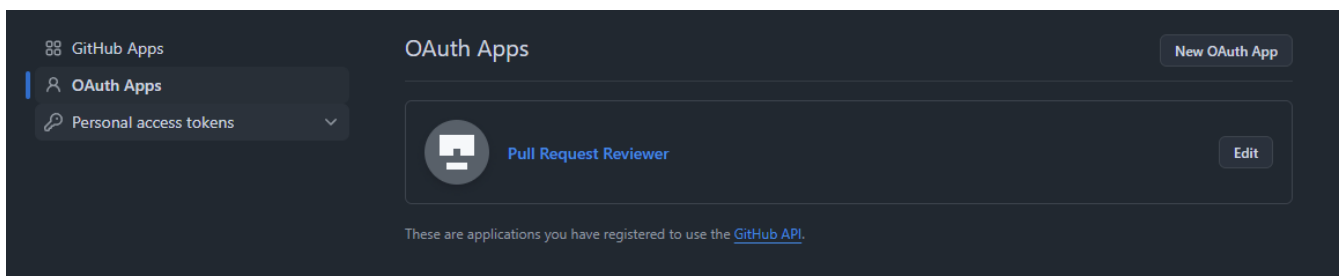 GitHub Apps
OAuth Apps
Personal access tokens
OAuth Apps
New OAuth App
Pull Request Reviewer
Edit
These are applications you have registered to use the GitHub API.